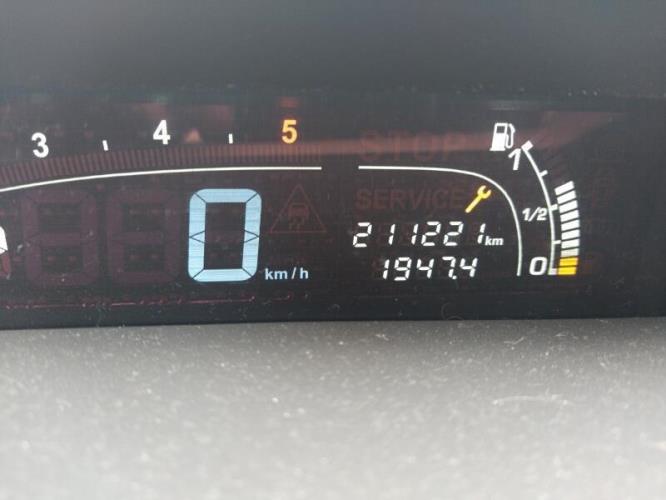 3 4 5
STOP
1
SERVICE
1/2
211221 km
1947.4
0
0 km/h